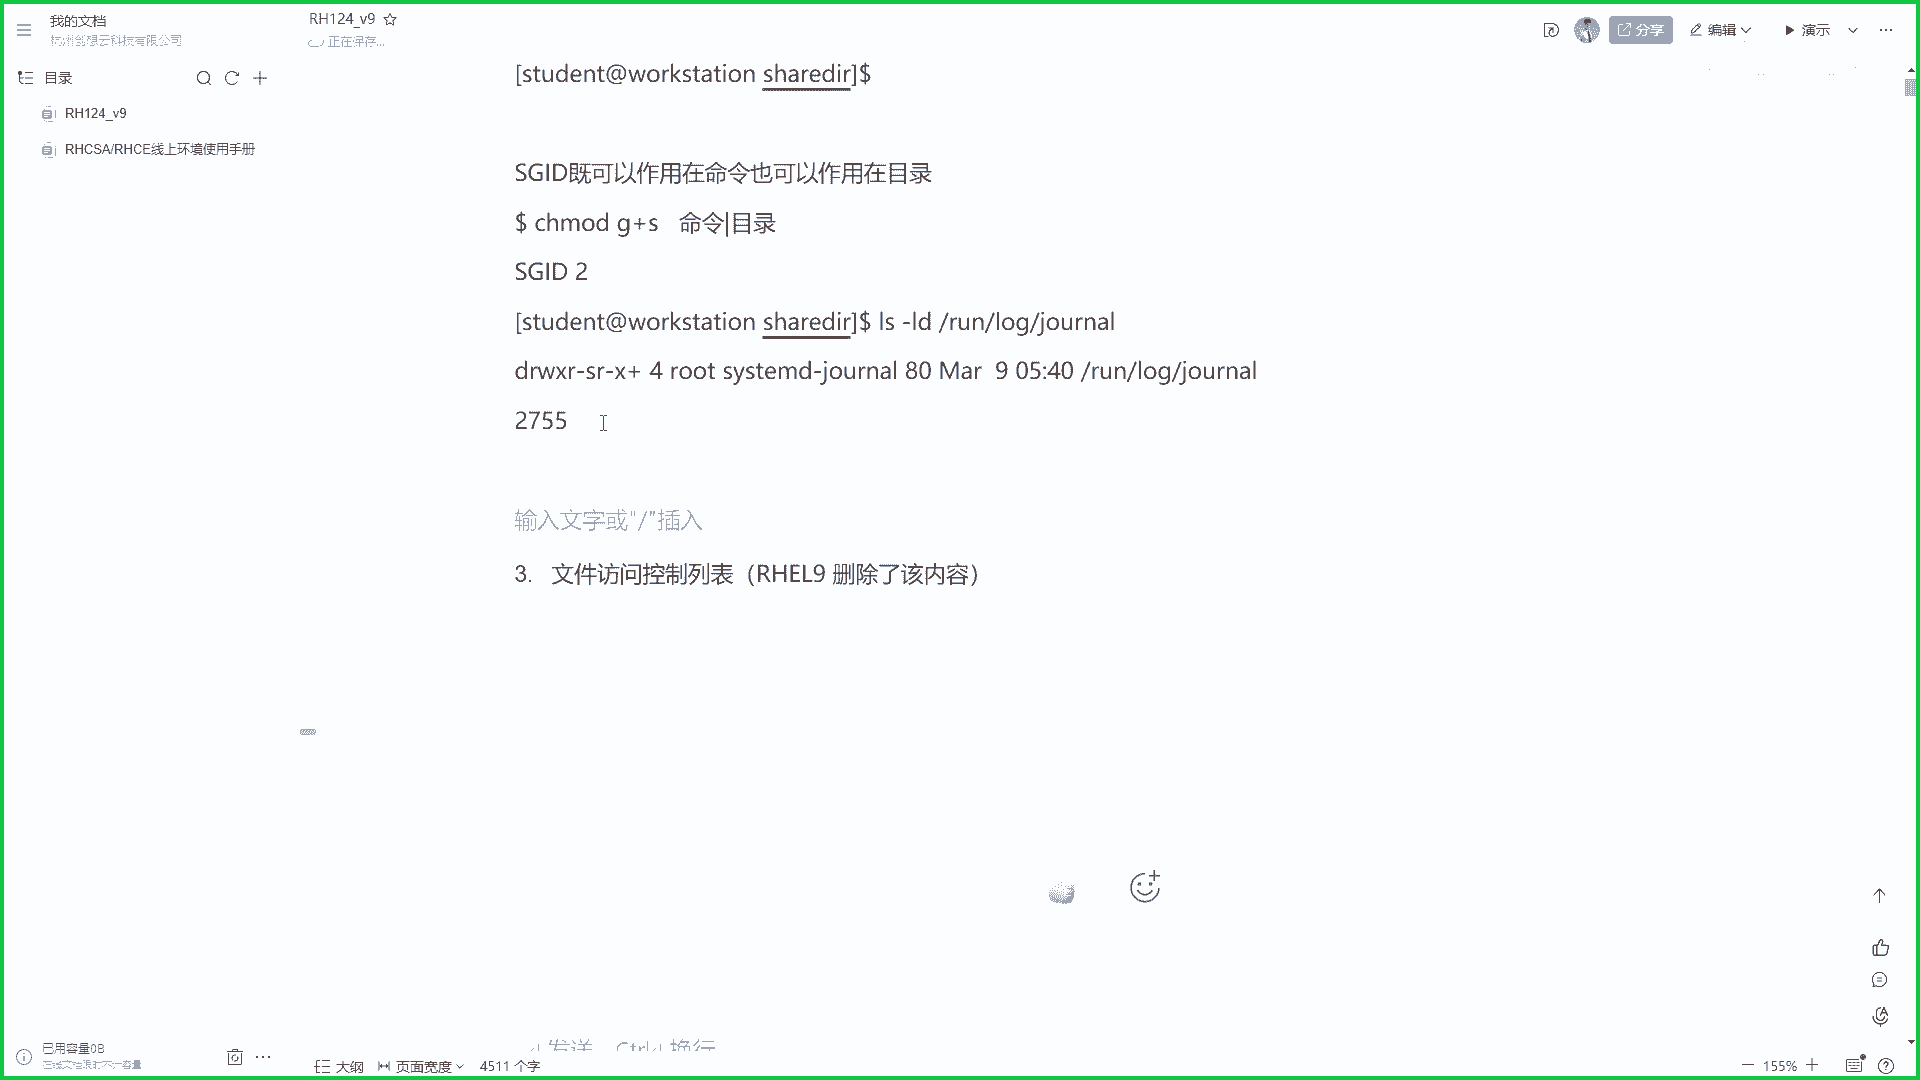 我的文档
杭州创想云科技有限公司
RH124_v9
正在保存...
分享
编辑
演示
目录
RH124_v9
RHCSA/RHCE线上环境使用手册
[student@workstation sharedir]$
SGID既可以作用在命令也可以作用在目录
$ chmod g+s 命令|目录
SGID 2
[student@workstation sharedir]$ ls -ld /run/log/journal
drwxr-sr-x+ 4 root systemd-journal 80 Mar 9 05:40 /run/log/journal
2755
输入文字或"/"插入
3. 文件访问控制列表（RHEL9 删除了该内容）
发送 Ctrl+ 换行
已用容量0B
大纲
页面宽度
4511 个字
155%